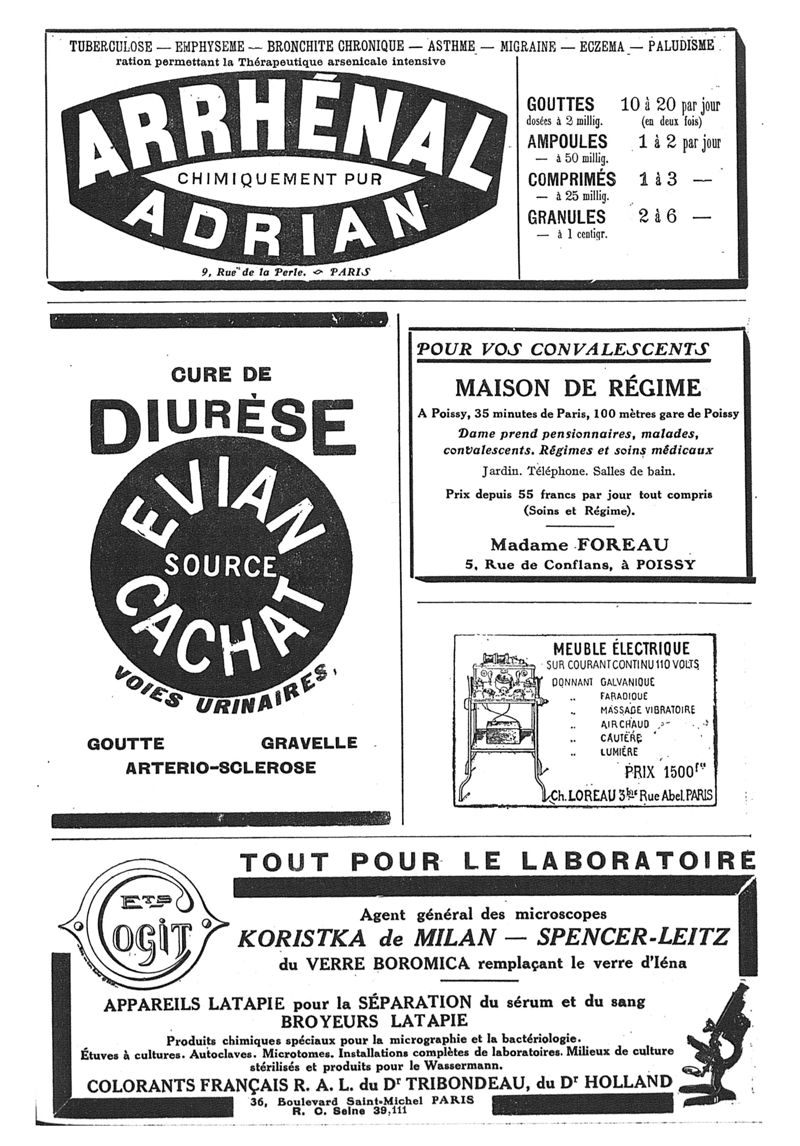 TUBERCULOSE — EMPHYSEME — BRONCHITE CHRONIQUE — ASTHME — MIGRAINE — ECZEMA — PALUDISME
ration permettant la Thérapeutique arsenicale intensive
ARRHÉNAL
CHIMIQUEMENT PUR
ADRIAN
9, Rue de la Perle. PARIS
GOUTTES 10 à 20 par jour
dosées à 2 millig. (en deux fois)
AMPOULES 1 à 2 par jour
— à 50 millig.
COMPRIMÉS 1 à 3 —
— à 25 millig.
GRANULES 2 à 6 —
— à 1 centigr.
CURE DE
DIURÈSE
EVIAN
SOURCE
CACHAT
VOIES URINAIRES,
GOUTTE GRAVELLE
ARTERIO-SCLEROSE
POUR VOS CONVALESCENTS
MAISON DE RÉGIME
A Poissy, 35 minutes de Paris, 100 mètres gare de Poissy
Dame prend pensionnaires, malades,
convalescents. Régimes et soins médicaux
Jardin. Téléphone. Salles de bain.
Prix depuis 55 francs par jour tout compris
(Soins et Régime).
Madame FOREAU
5, Rue de Conflans, à POISSY
MEUBLE ÉLECTRIQUE
SUR COURANT CONTINU 110 VOLTS
DONNANT GALVANIQUE
„ FARADIQUE
„ MASSAGE VIBRATOIRE
„ AIR CHAUD
„ CAUTÈRE
„ LUMIÈRE
PRIX 1500
Ch. LOREAU 3bis Rue Abel. PARIS
TOUT POUR LE LABORATOIRE
ETS
COGIT
Agent général des microscopes
KORISTKA de MILAN — SPENCER-LEITZ
du VERRE BOROMICA remplaçant le verre d'Iéna
APPAREILS LATAPIE pour la SÉPARATION du sérum et du sang
BROYEURS LATAPIE
Produits chimiques spéciaux pour la micrographie et la bactériologie.
Étuves à cultures. Autoclaves. Microtomes. Installations complètes de laboratoires. Milieux de culture
stérilisés et produits pour le Wassermann.
COLORANTS FRANÇAIS R. A. L. du Dr TRIBONDEAU, du Dr HOLLAND
36, Boulevard Saint-Michel PARIS
R. C. Seine 39,111